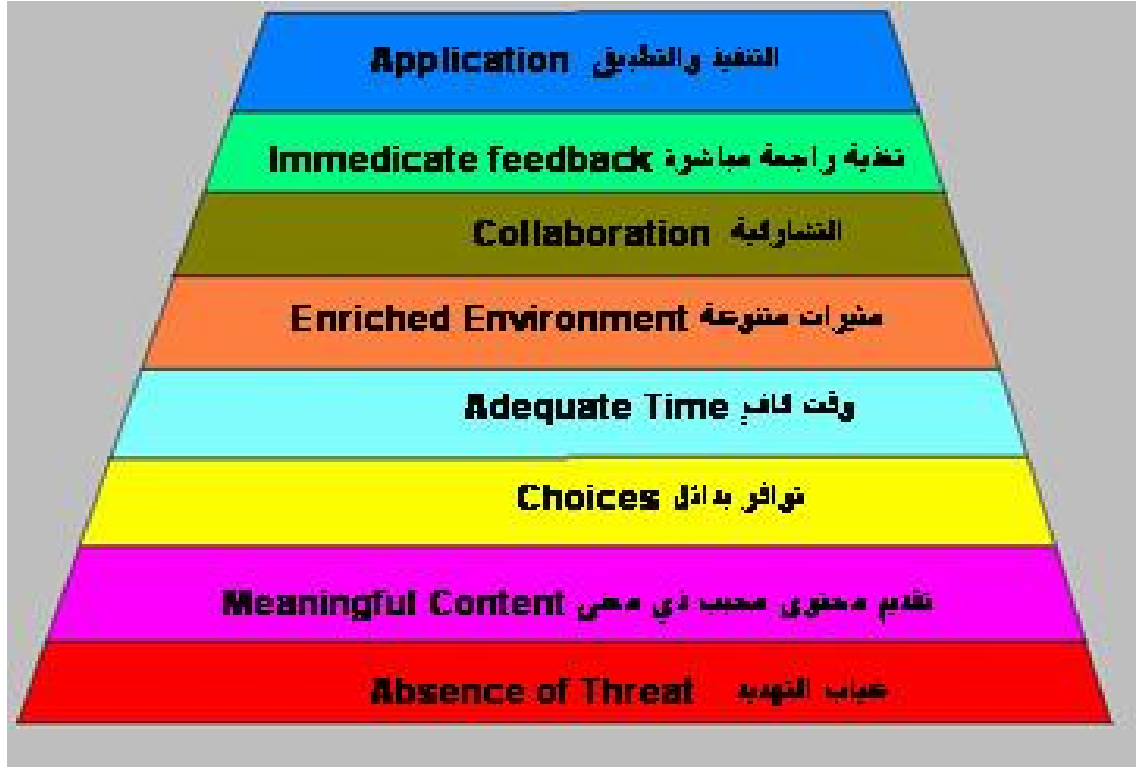 Application التنفيذ والتطبيق
Immedicate feedback تغذية راجعة مباشرة
Collaboration التشاركية
Enriched Environment مثيرات متنوعة
Adequate Time وقت كافٍ
Choices توافر بدائل
Meaningful Content تقديم محتوى محبب ذي معنى
Absence of Threat غياب التهديد